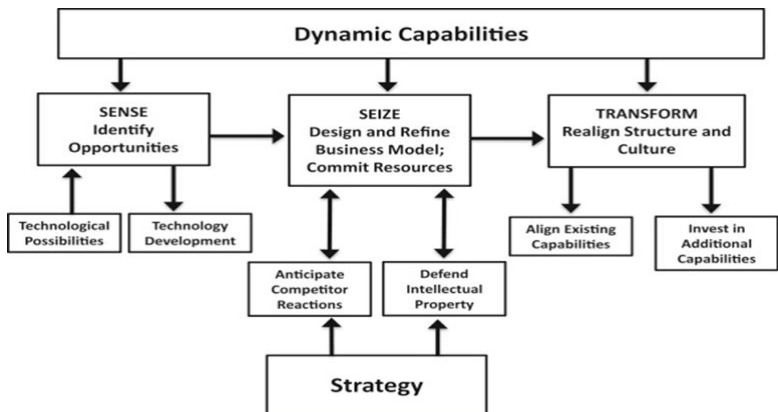 Dynamic Capabilities
SENSE
Identify
Opportunities
SEIZE
Design and Refine
Business Model;
Commit Resources
TRANSFORM
Realign Structure and
Culture
Technological
Possibilities
Technology
Development
Anticipate
Competitor
Reactions
Defend
Intellectual
Property
Align Existing
Capabilities
Invest in
Additional
Capabilities
Strategy